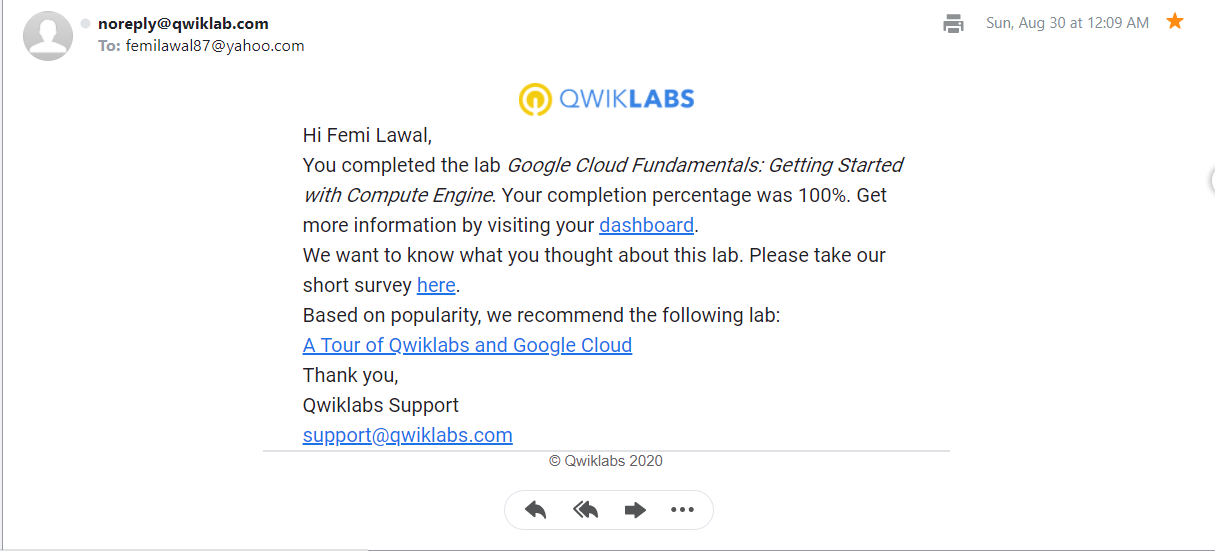 noreply@qwiklab.com
Sun, Aug 30 at 12:09 AM
To: femilawal87@yahoo.com
QWIKLABS
Hi Femi Lawal,
You completed the lab Google Cloud Fundamentals: Getting Started
with Compute Engine. Your completion percentage was 100%. Get
more information by visiting your dashboard.
We want to know what you thought about this lab. Please take our
short survey here.
Based on popularity, we recommend the following lab:
A Tour of Qwiklabs and Google Cloud
Thank you,
Qwiklabs Support
support@qwiklabs.com
© Qwiklabs 2020